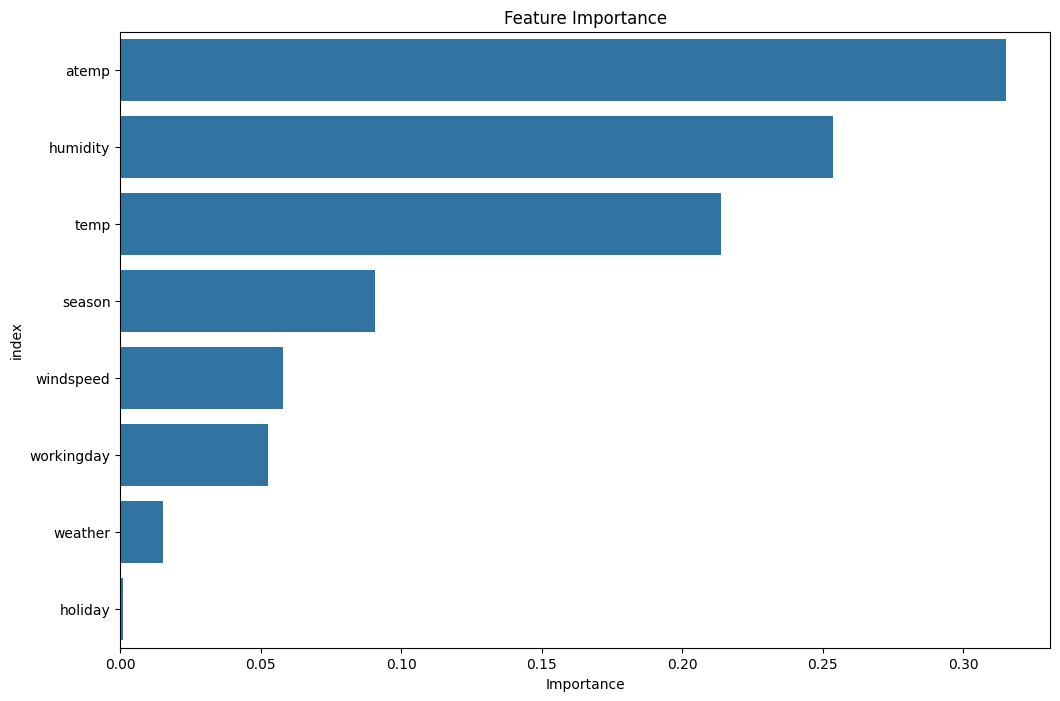 Feature Importance
atemp
humidity
temp
season
windspeed
workingday
weather
holiday
index
0.00 0.05 0.10 0.15 0.20 0.25 0.30
Importance